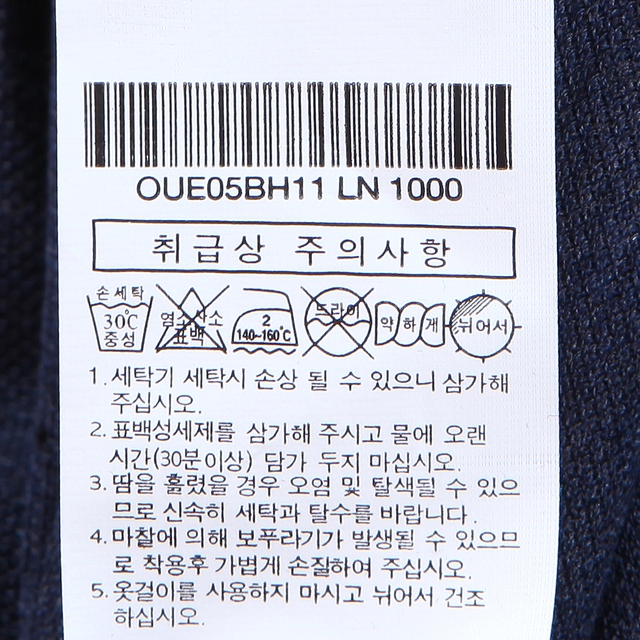 OUE05BH11 LN 1000
취급상 주의사항
손세탁
30℃
중성
염소산소
표백
2
140~160℃
드라이
약하게
뉘어서
1. 세탁기 세탁시 손상 될 수 있으니 삼가해
주십시오.
2. 표백성세제를 삼가해 주시고 물에 오랜
시간(30분이상) 담가 두지 마십시오.
3. 땀을 흘렸을 경우 오염 및 탈색될 수 있으
므로 신속히 세탁과 탈수를 바랍니다.
4. 마찰에 의해 보푸라기가 발생될 수 있으므
로 착용후 가볍게 손질하여 주십시오.
5. 옷걸이를 사용하지 마시고 뉘어서 건조
하십시오.